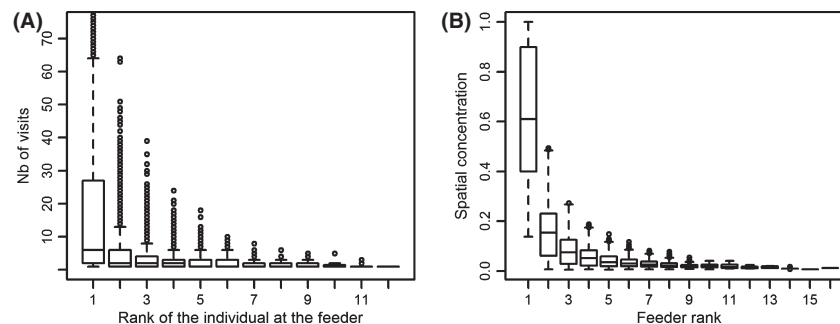 (A)
Nb of visits
70
60
50
40
30
20
10
1 3 5 7 9 11
Rank of the individual at the feeder
(B)
Spatial concentration
1.0
0.8
0.6
0.4
0.2
0.0
1 3 5 7 9 11 13 15
Feeder rank